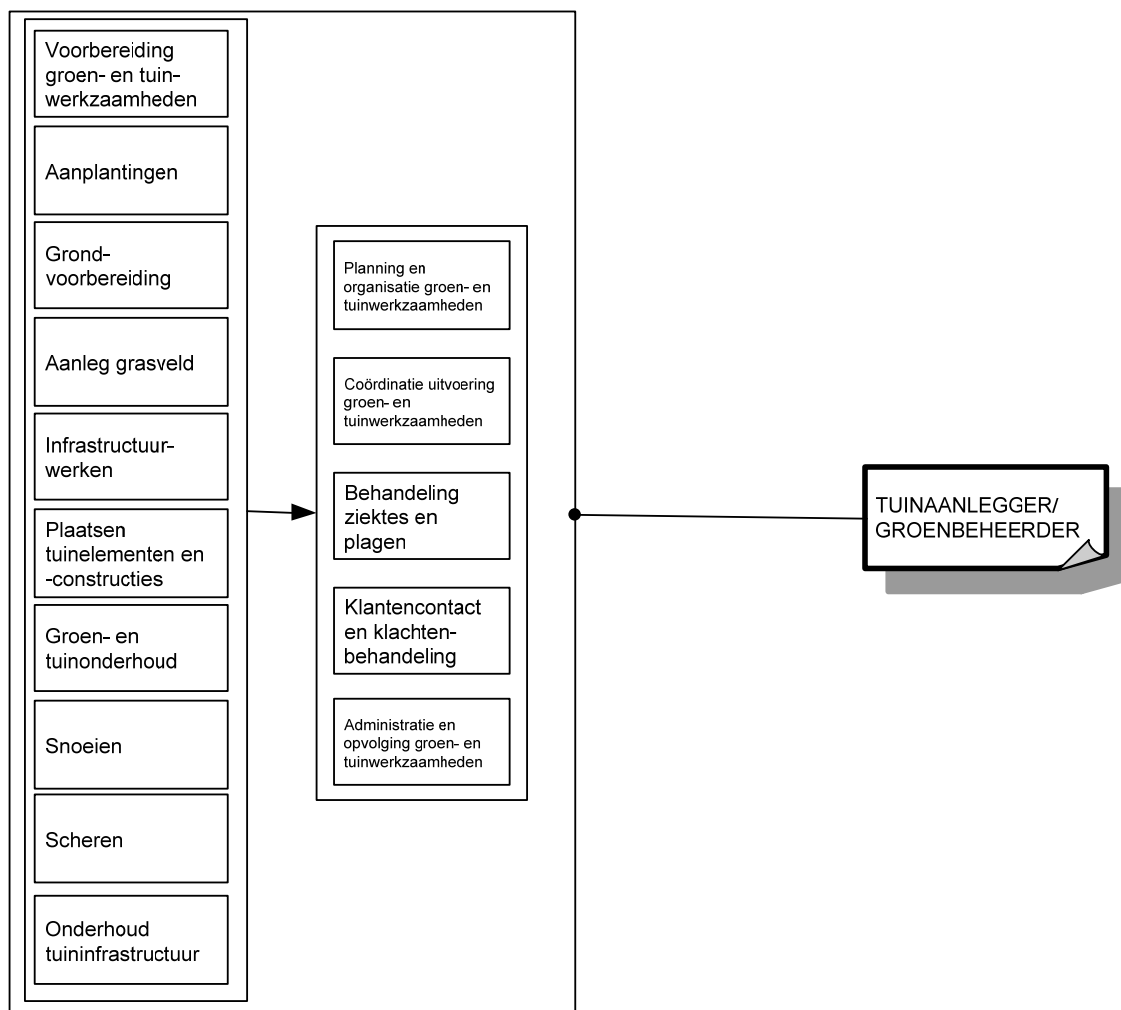 Voorbereiding
groen- en tuin-
werkzaamheden
Aanplantingen
Grond-
voorbereiding
Aanleg grasveld
Infrastructuur-
werken
Plaatsen
tuinelementen en
-constructies
Groen- en
tuinonderhoud
Snoeien
Scheren
Onderhoud
tuininfrastructuur
Planning en
organisatie groen- en
tuinwerkzaamheden
Coördinatie uitvoering
groen- en
tuinwerkzaamheden
Behandeling
ziektes en
plagen
Klantencontact
en klachten-
behandeling
Administratie en
opvolging groen- en
tuinwerkzaamheden
TUINAANLEGGER/
GROENBEHEERDER